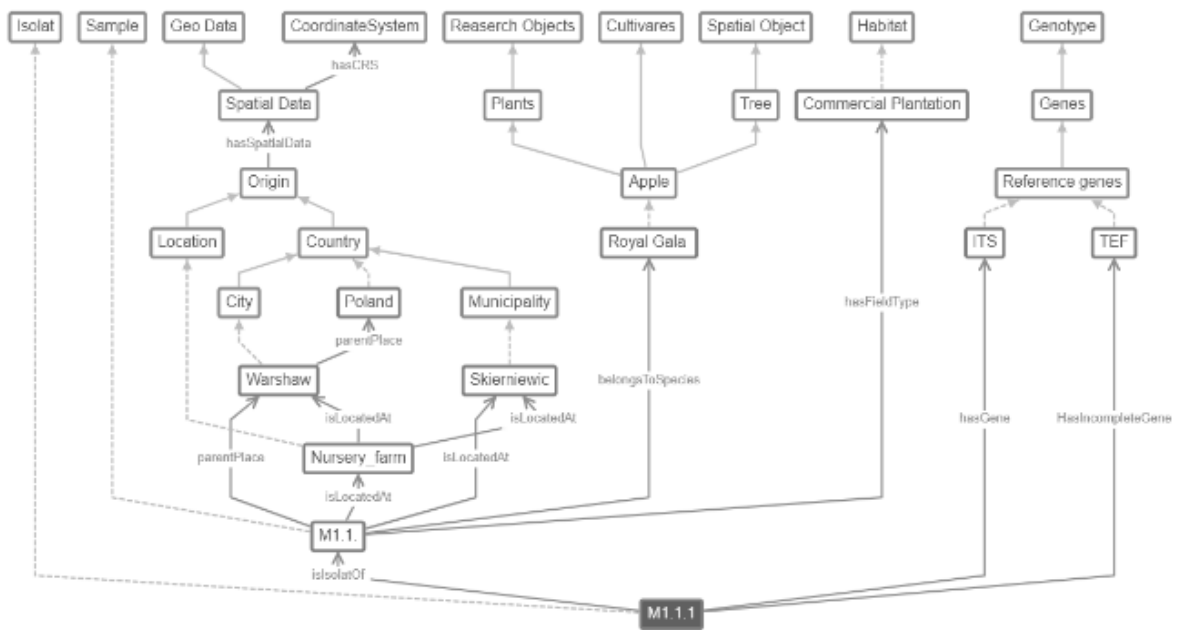 Isolat
Sample
Geo Data
CoordinateSystem
Reaserch Objects
Cultivares
Spatial Object
Habitat
Genotype
hasCRS
Spatial Data
Plants
Tree
Commercial Plantation
Genes
hasSpatialData
Origin
Apple
Reference genes
Location
Country
Royal Gala
ITS
TEF
City
Poland
Municipality
hasFieldType
parentPlace
Warshaw
Skierniewic
belongsToSpecies
isLocatedAt
isLocatedAt
hasGene
HasIncompleteGene
parentPlace
Nursery_farm
isLocatedAt
isLocatedAt
M1.1.
isIsolatOf
M1.1.1